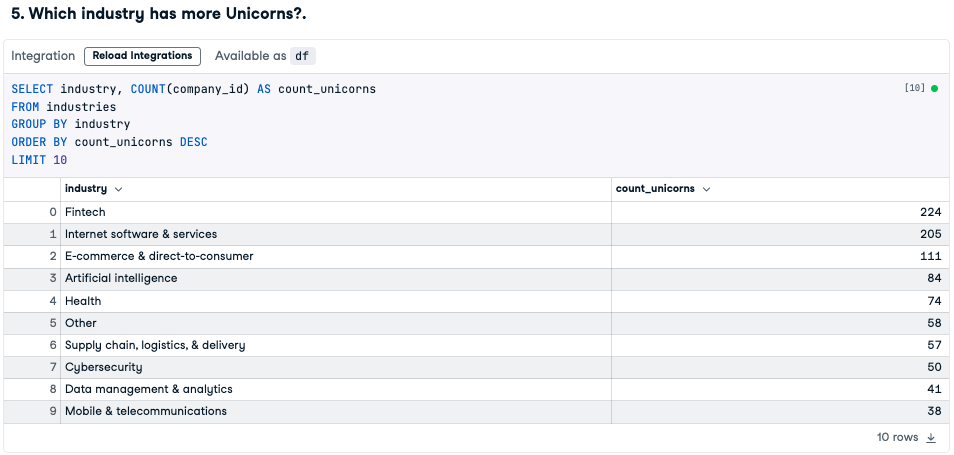 5. Which industry has more Unicorns?.
Integration Reload Integrations Available as df
SELECT industry, COUNT(company_id) AS count_unicorns [10]
FROM industries
GROUP BY industry
ORDER BY count_unicorns DESC
LIMIT 10
industry count_unicorns
0 Fintech 224
1 Internet software & services 205
2 E-commerce & direct-to-consumer 111
3 Artificial intelligence 84
4 Health 74
5 Other 58
6 Supply chain, logistics, & delivery 57
7 Cybersecurity 50
8 Data management & analytics 41
9 Mobile & telecommunications 38
10 rows